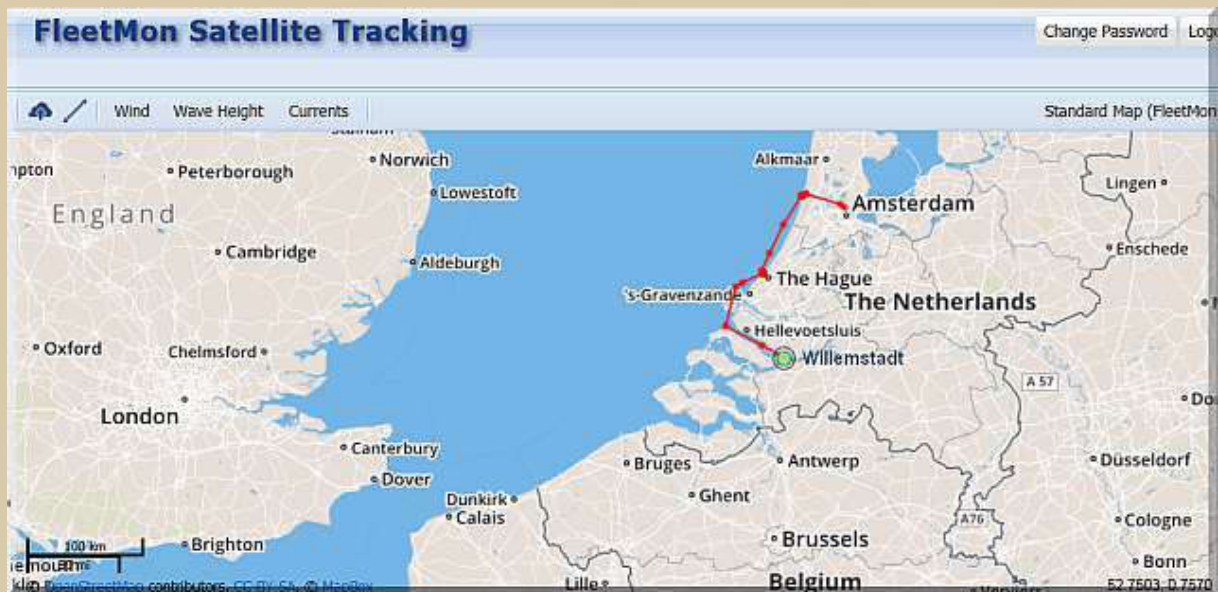 FleetMon Satellite Tracking
Change Password
Wind Wave Height Currents
Standard Map (FleetMon
Norwich
Alkmaar
Peterborough
Lingen
Lowestoft
England
Amsterdam
Cambridge
Enschede
Aldeburgh
The Hague
's-Gravenzande
The Netherlands
Hellevoetsluis
Oxford
Chelmsford
Willemstadt
A 57
London
Canterbury
Bruges
Antwerp
Düsseldorf
Dover
Dunkirk
Ghent
Calais
A76
Cologne
Brighton
Brussels
100 km
Bonn
Lille
Belgium
© OpenStreetMap contributors, CC-BY-SA, © MapBox
52.7503, 0.7570